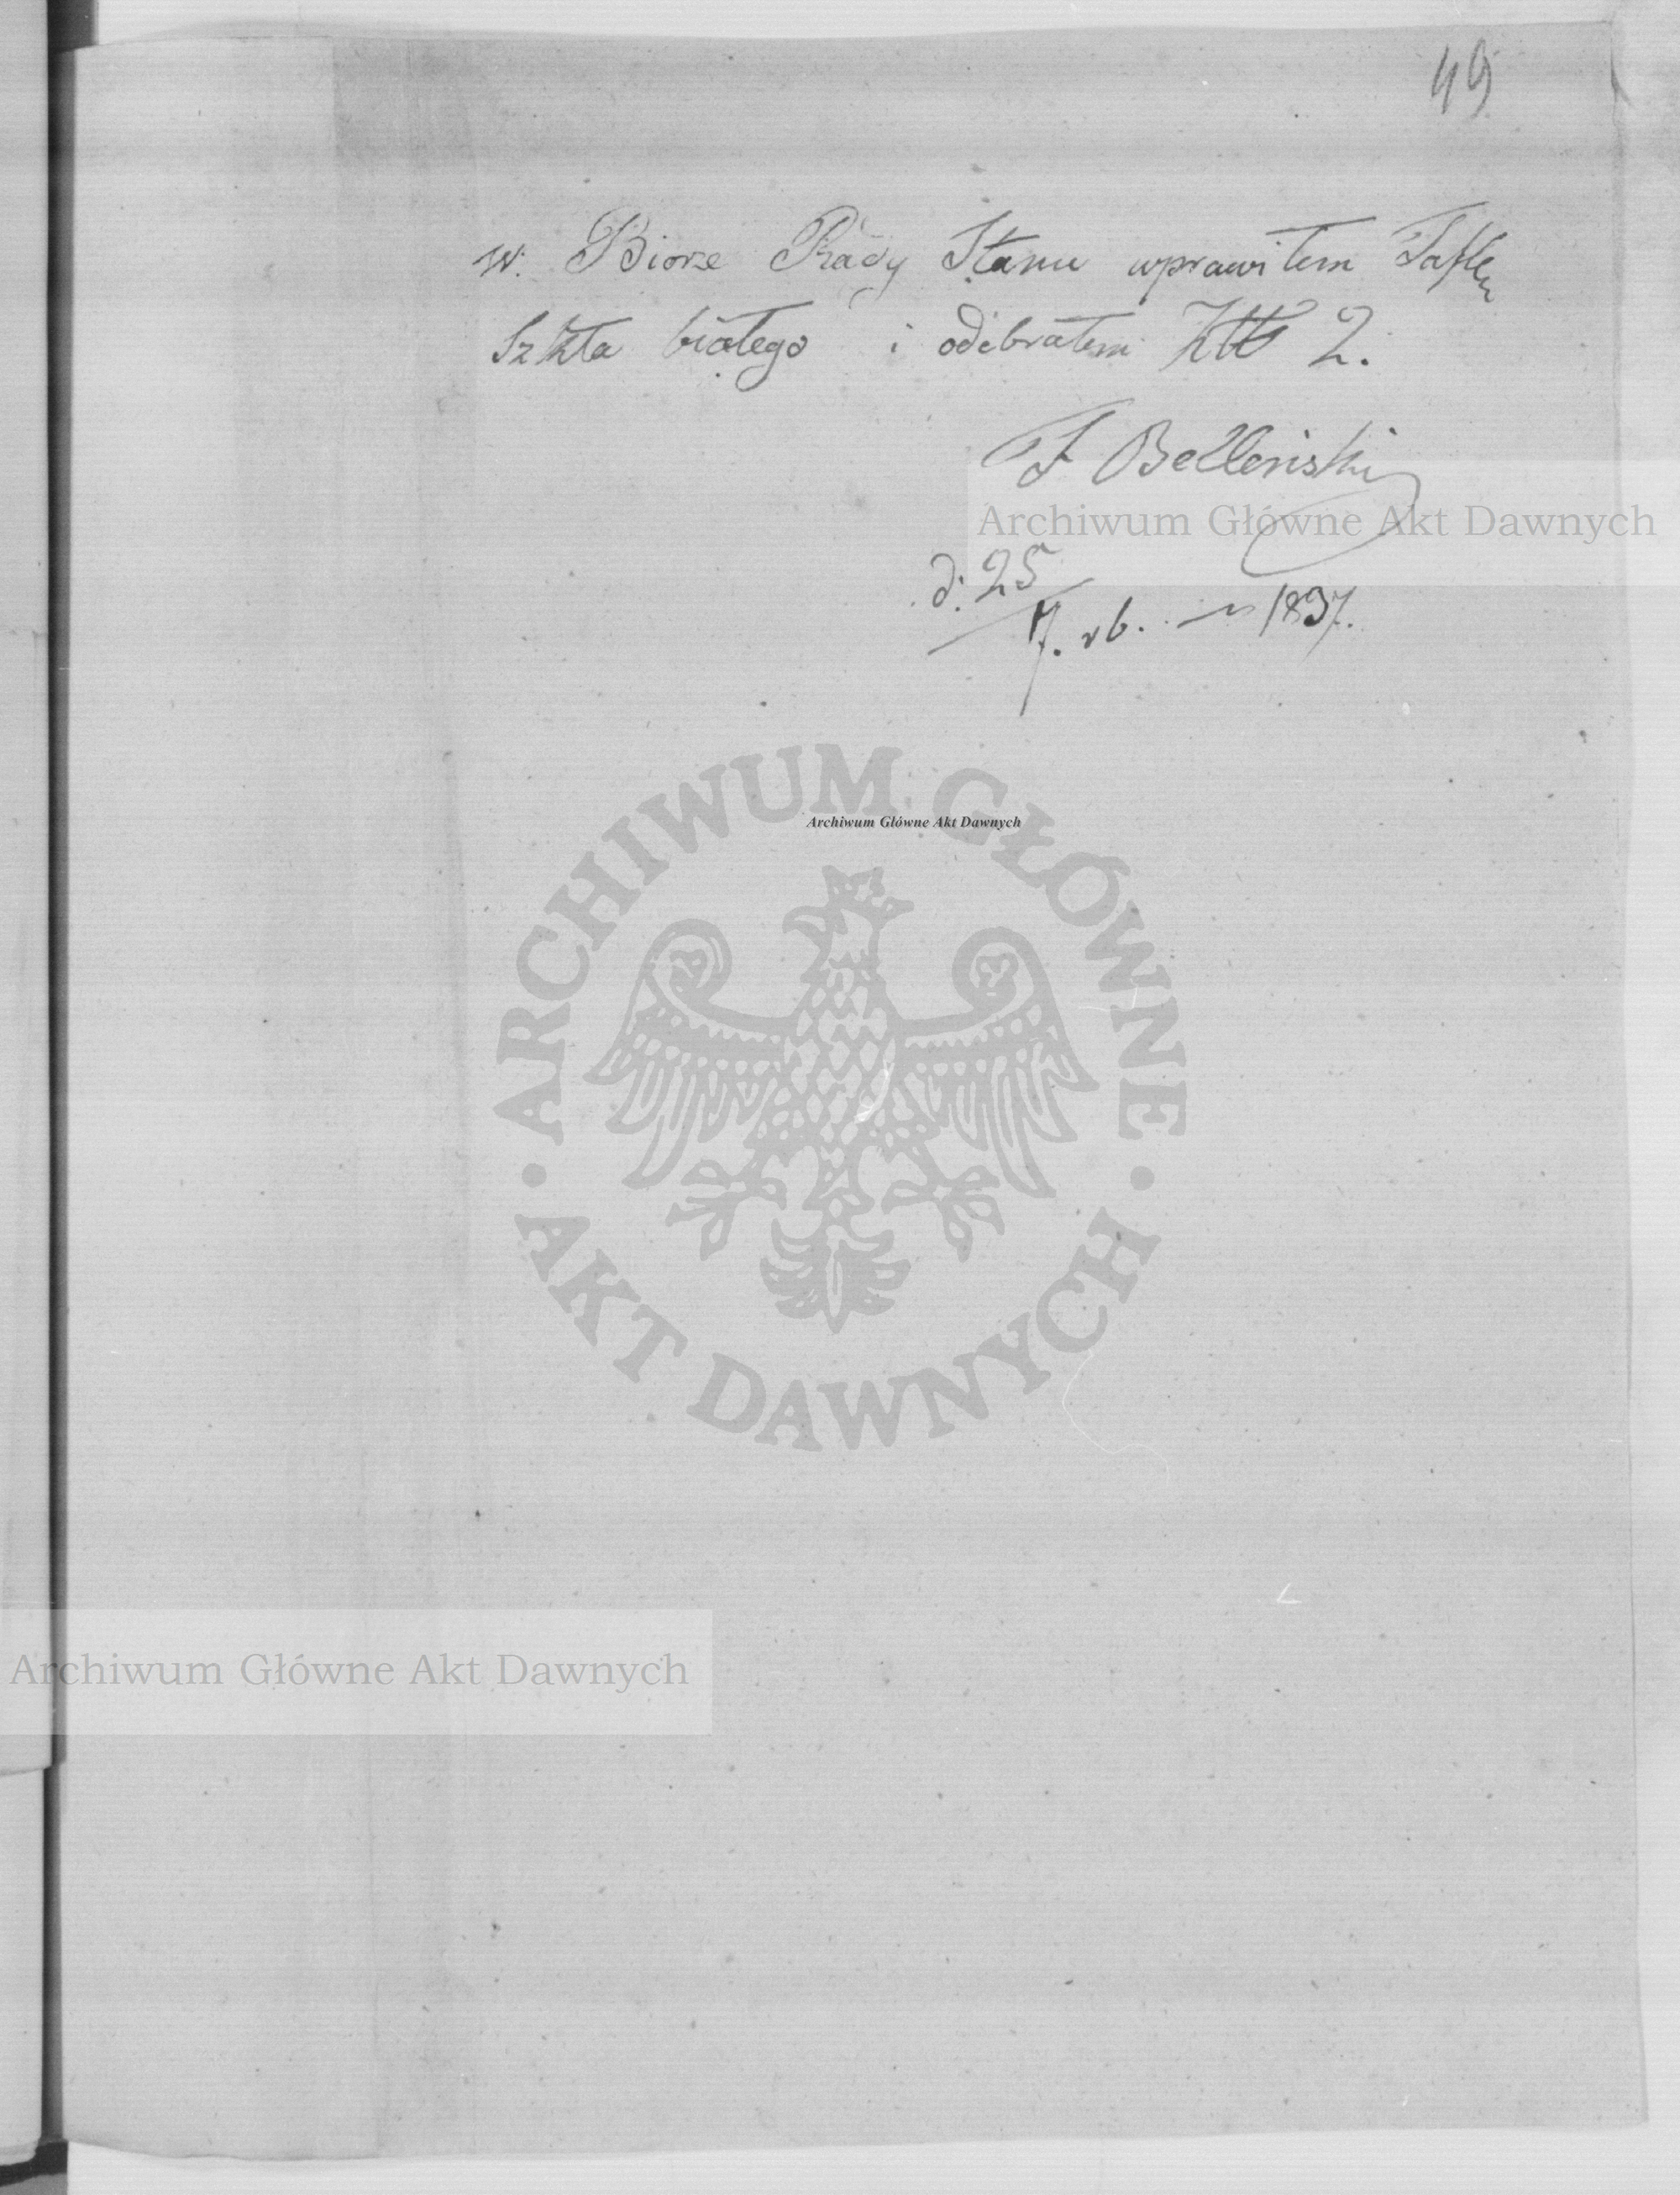 49
w. Biorze Rady Stanu wprawiłem Taflę
Szkła białego i odebrałem Złł 2.
F Belleński
Archiwum Główne Akt Dawnych
d. 25
7. rb. 1837.
ARCHIWUM GŁÓWNE AKT DAWNYCH
Archiwum Główne Akt Dawnych
Archiwum Główne Akt Dawnych